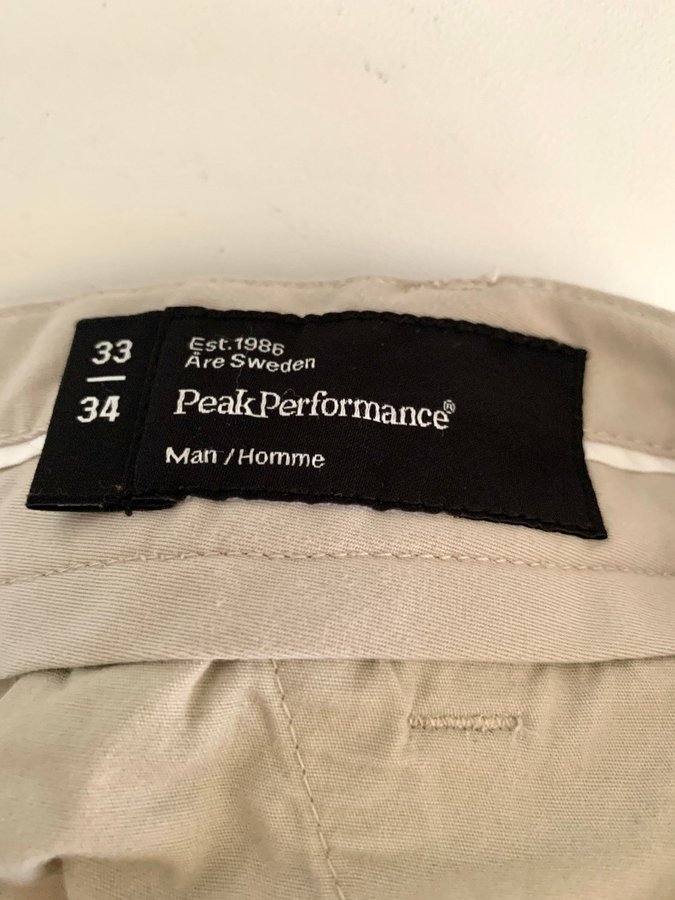 33
34
Est.1986
Åre Sweden
PeakPerformance®
Man / Homme